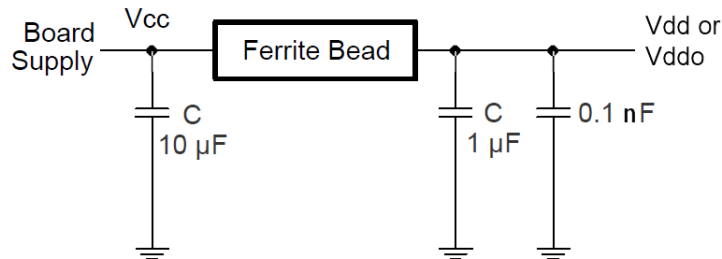 Board
Supply
Vcc
Ferrite Bead
Vdd or
Vddo
C
10 µF
C
1 µF
0.1 nF